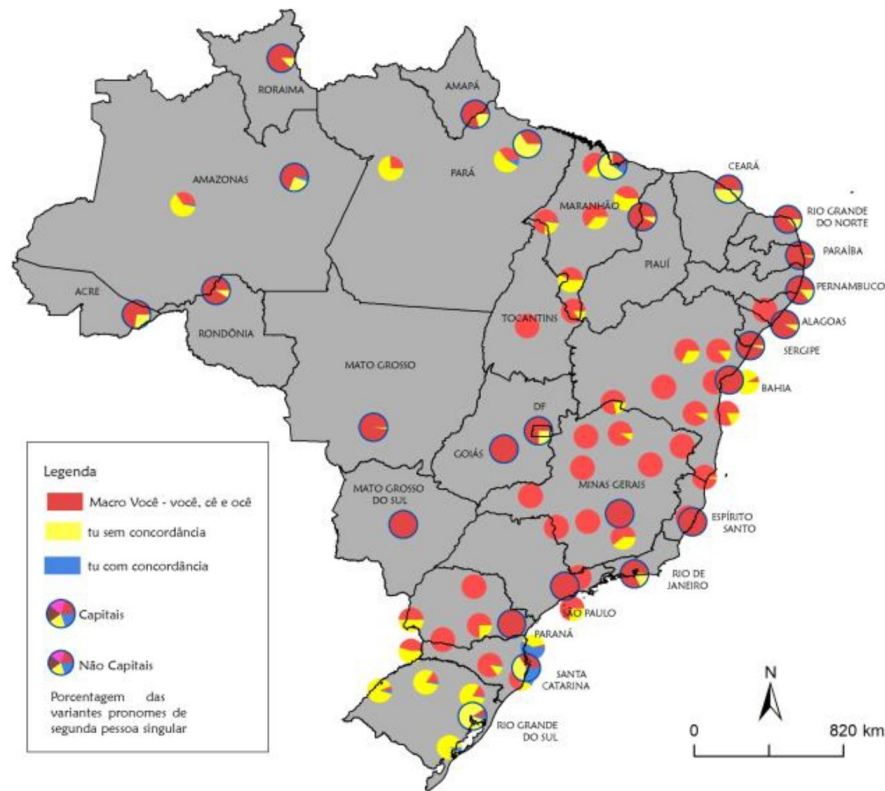 RORAIMA
AMAPÁ
AMAZONAS
PARÁ
MARANHÃO
CEARÁ
RIO GRANDE
DO NORTE
PARAÍBA
PIAUÍ
PERNAMBUCO
ACRE
RONDÔNIA
TOCANTINS
ALAGOAS
SERGIPE
MATO GROSSO
BAHIA
DF
GOIÁS
MATO GROSSO
DO SUL
MINAS GERAIS
ESPÍRITO
SANTO
RIO DE
JANEIRO
SÃO PAULO
PARANÁ
SANTA
CATARINA
RIO GRANDE
DO SUL
Legenda
Macro Você - você, cê e ocê
tu sem concordância
tu com concordância
Capitais
Não Capitais
Porcentagem das
variantes pronomes de
segunda pessoa singular
N
0 820 km